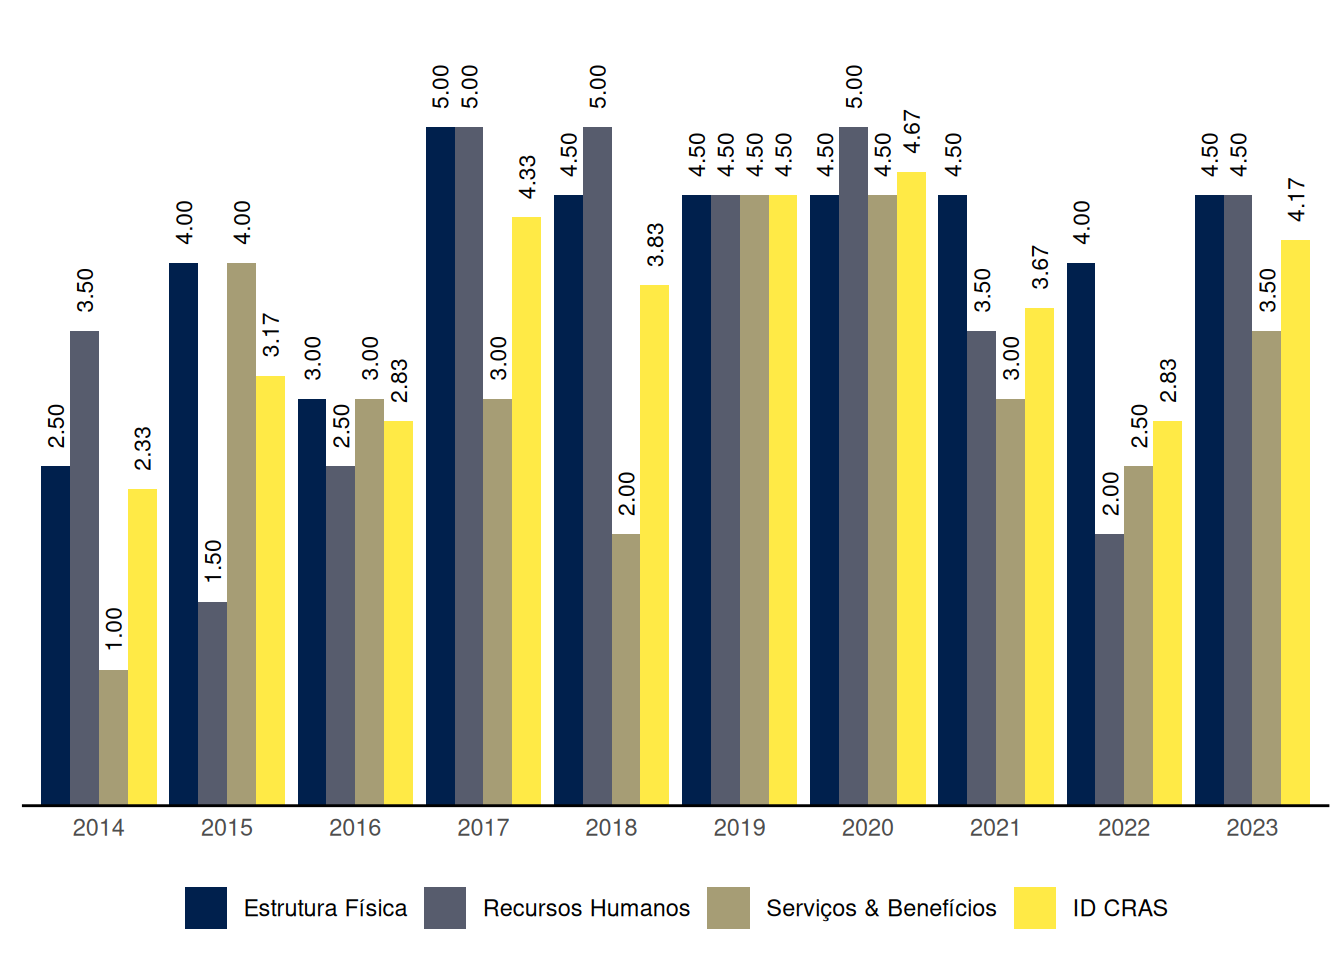 2.50 3.50 1.00 2.33 4.00 1.50 4.00 3.17 3.00 2.50 3.00 2.83 5.00 5.00 3.00 4.33 4.50 5.00 2.00 3.83 4.50 4.50 4.50 4.50 4.50 5.00 4.50 4.67 4.50 3.50 3.00 3.67 4.00 2.00 2.50 2.83 4.50 4.50 3.50 4.17
2014 2015 2016 2017 2018 2019 2020 2021 2022 2023
Estrutura Física Recursos Humanos Serviços & Benefícios ID CRAS